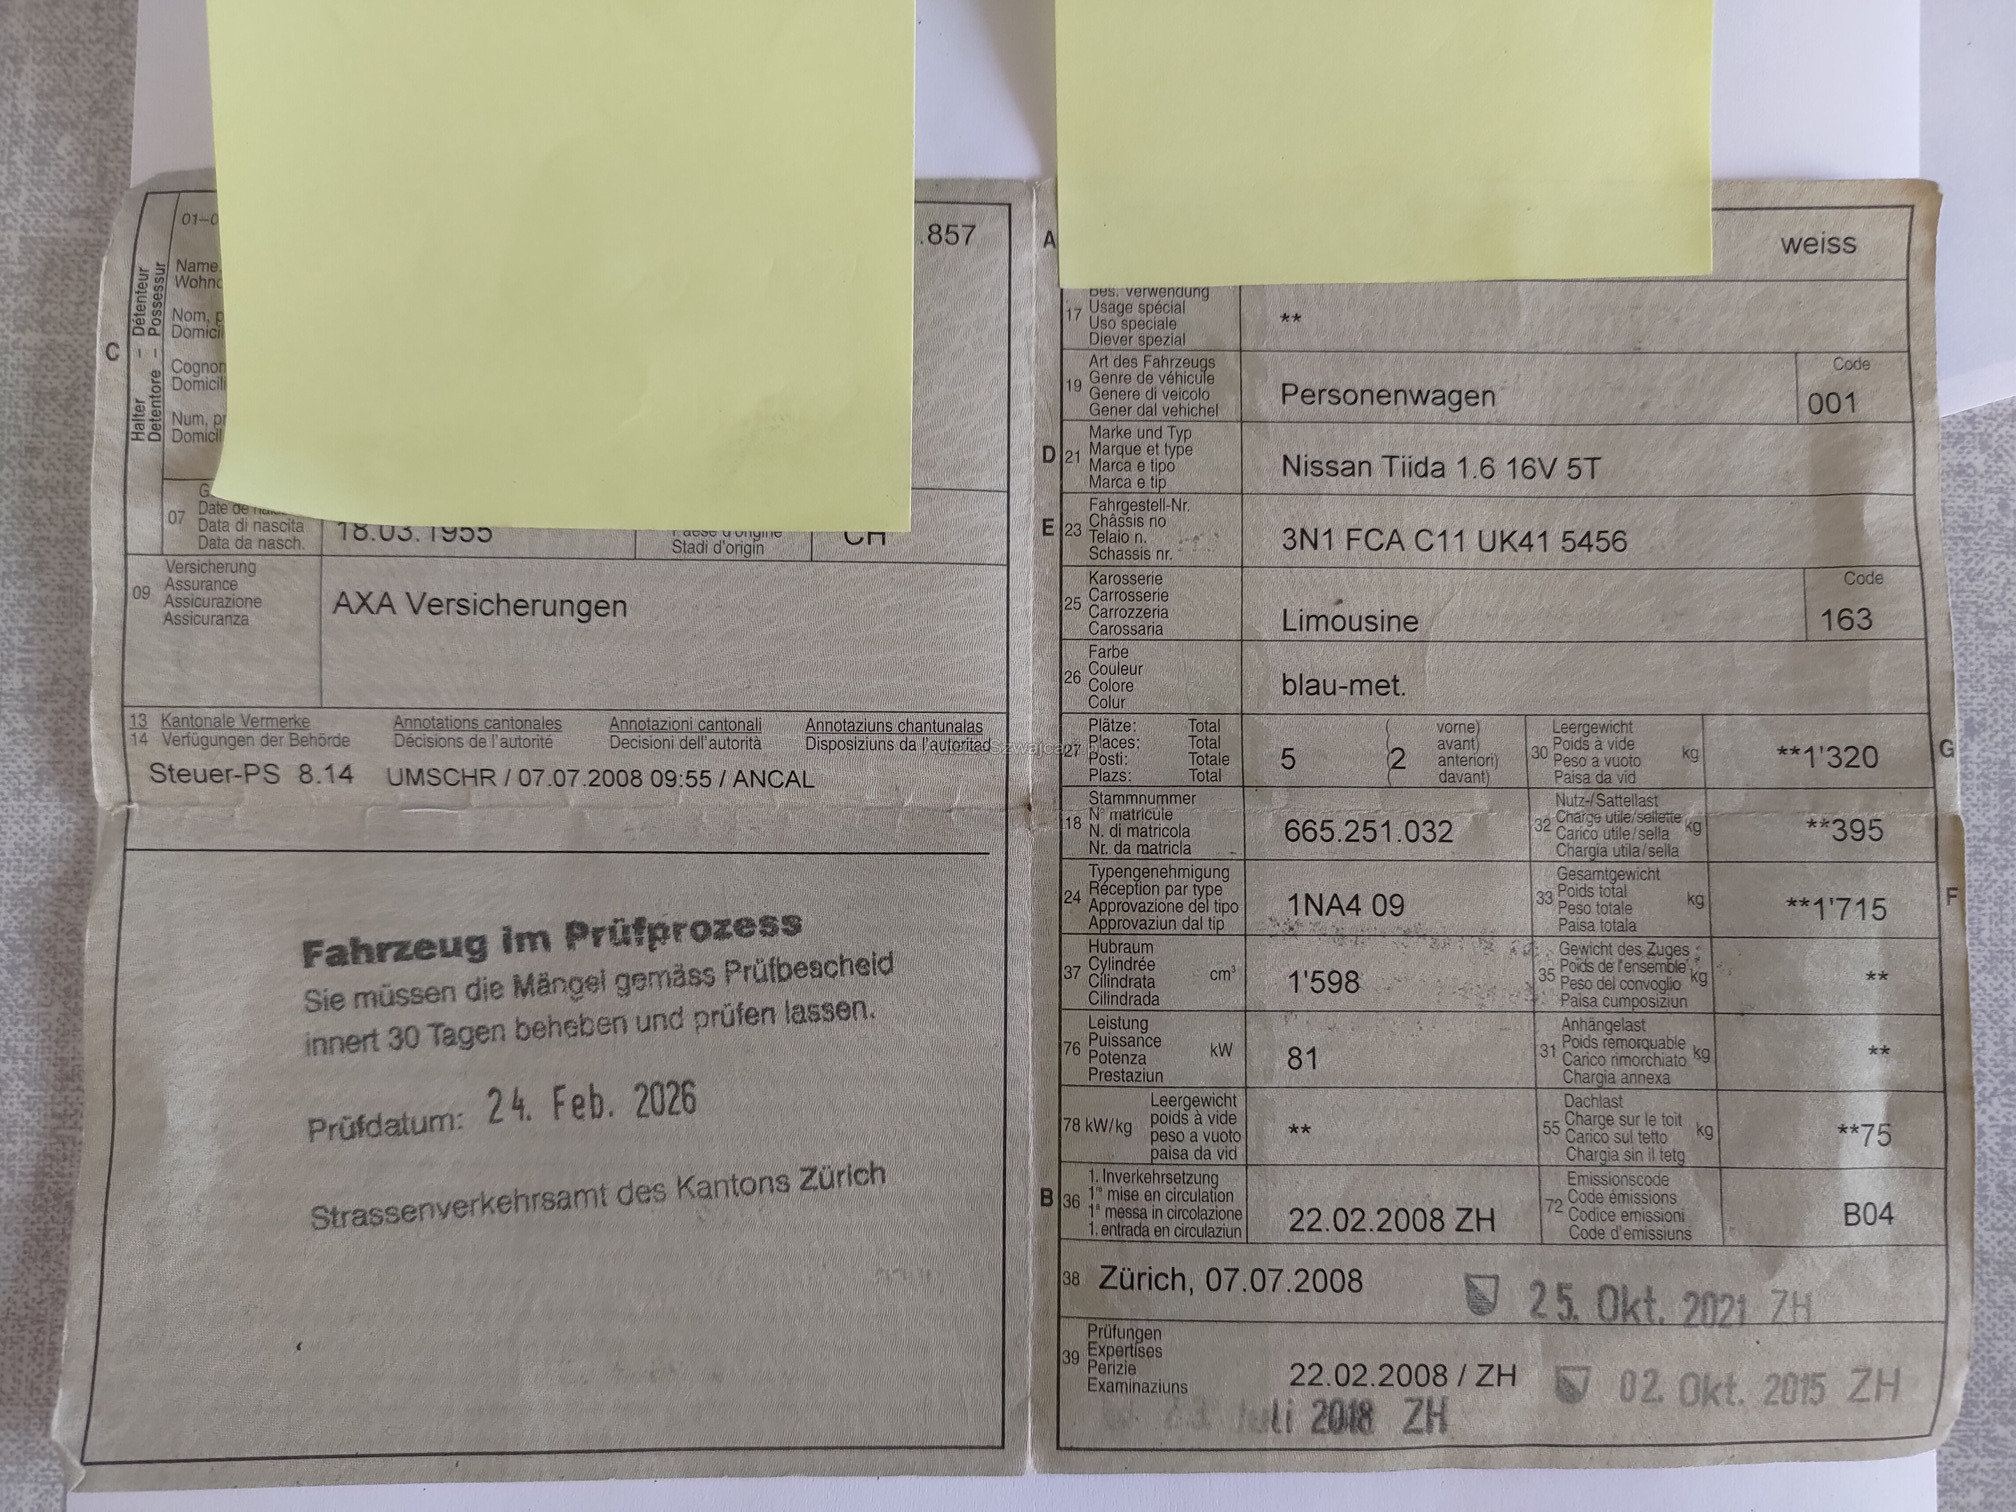 .857
Halter – Détenteur
Detentore – Possessur
C
Name,
Nom,
Domicil
Domicil
Num, pr
Domicil
07
Date de
Data di nascita
Data da nasch.
18.03.1955
Stadi d'origin
CH
09
Versicherung
Assurance
Assicurazione
Assicuranza
AXA Versicherungen
13 Kantonale Vermerke Annotations cantonales Annotazioni cantonali Annotaziuns chantunalas
14 Verfügungen der Behörde Décisions de l'autorité Decisioni dell'autorità Disposiziuns da l'autoritad
Steuer-PS 8.14 UMSCHR / 07.07.2008 09:55 / ANCAL
Fahrzeug im Prüfprozess
Sie müssen die Mängel gemäss Prüfbescheid
innert 30 Tagen beheben und prüfen lassen.
Prüfdatum: 24. Feb. 2026
Strassenverkehrsamt des Kantons Zürich
A
weiss
17
Bes. Verwendung
Usage spécial
Uso speciale
Diever spezial
**
19
Art des Fahrzeugs
Genre de véhicule
Genere di veicolo
Gener dal vehichel
Personenwagen
Code
001
D 21
Marke und Typ
Marque et type
Marca e tipo
Marca e tip
Nissan Tiida 1.6 16V 5T
E 23
Fahrgestell-Nr.
Châssis no
Telaio n.
Schassis nr.
3N1 FCA C11 UK41 5456
25
Karosserie
Carrosserie
Carrozzeria
Carossaria
Limousine
Code
163
26
Farbe
Couleur
Colore
Colur
blau-met.
27
Plätze: Total
Places: Total
Posti: Totale
Plazs: Total
5
(2
vorne)
avant)
anteriori)
davant)
30
Leergewicht
Poids à vide
Peso a vuoto
Paisa da vid
kg
**1'320
G
18
Stammnummer
N° matricule
N. di matricola
Nr. da matricla
665.251.032
32
Nutz-/Sattellast
Charge utile/sellette
Carico utile/sella
Chargia utila/sella
kg
**395
24
Typengenehmigung
Réception par type
Approvazione del tipo
Approvaziun dal tip
1NA4 09
33
Gesamtgewicht
Poids total
Peso totale
Paisa totala
kg
**1'715
F
37
Hubraum
Cylindrée
Cilindrata
Cilindrada
cm³
1'598
35
Gewicht des Zuges
Poids de l'ensemble
Peso del convoglio
Paisa cumposiziun
kg
**
76
Leistung
Puissance
Potenza
Prestaziun
kW
81
31
Anhängelast
Poids remorquable
Carico rimorchiato
Chargia annexa
kg
**
78 kW/kg
Leergewicht
poids à vide
peso a vuoto
paisa da vid
**
55
Dachlast
Charge sur le toit
Carico sul tetto
Chargia sin il tetg
kg
**75
B 36
1. Inverkehrsetzung
1re mise en circulation
1a messa in circolazione
1. entrada en circulaziun
22.02.2008 ZH
72
Emissionscode
Code émissions
Codice emissioni
Code d'emissiuns
B04
38 Zürich, 07.07.2008
25. Okt. 2021 ZH
39
Prüfungen
Expertises
Perizie
Examinaziuns
22.02.2008 / ZH
02. Okt. 2015 ZH
Juli 2018 ZH